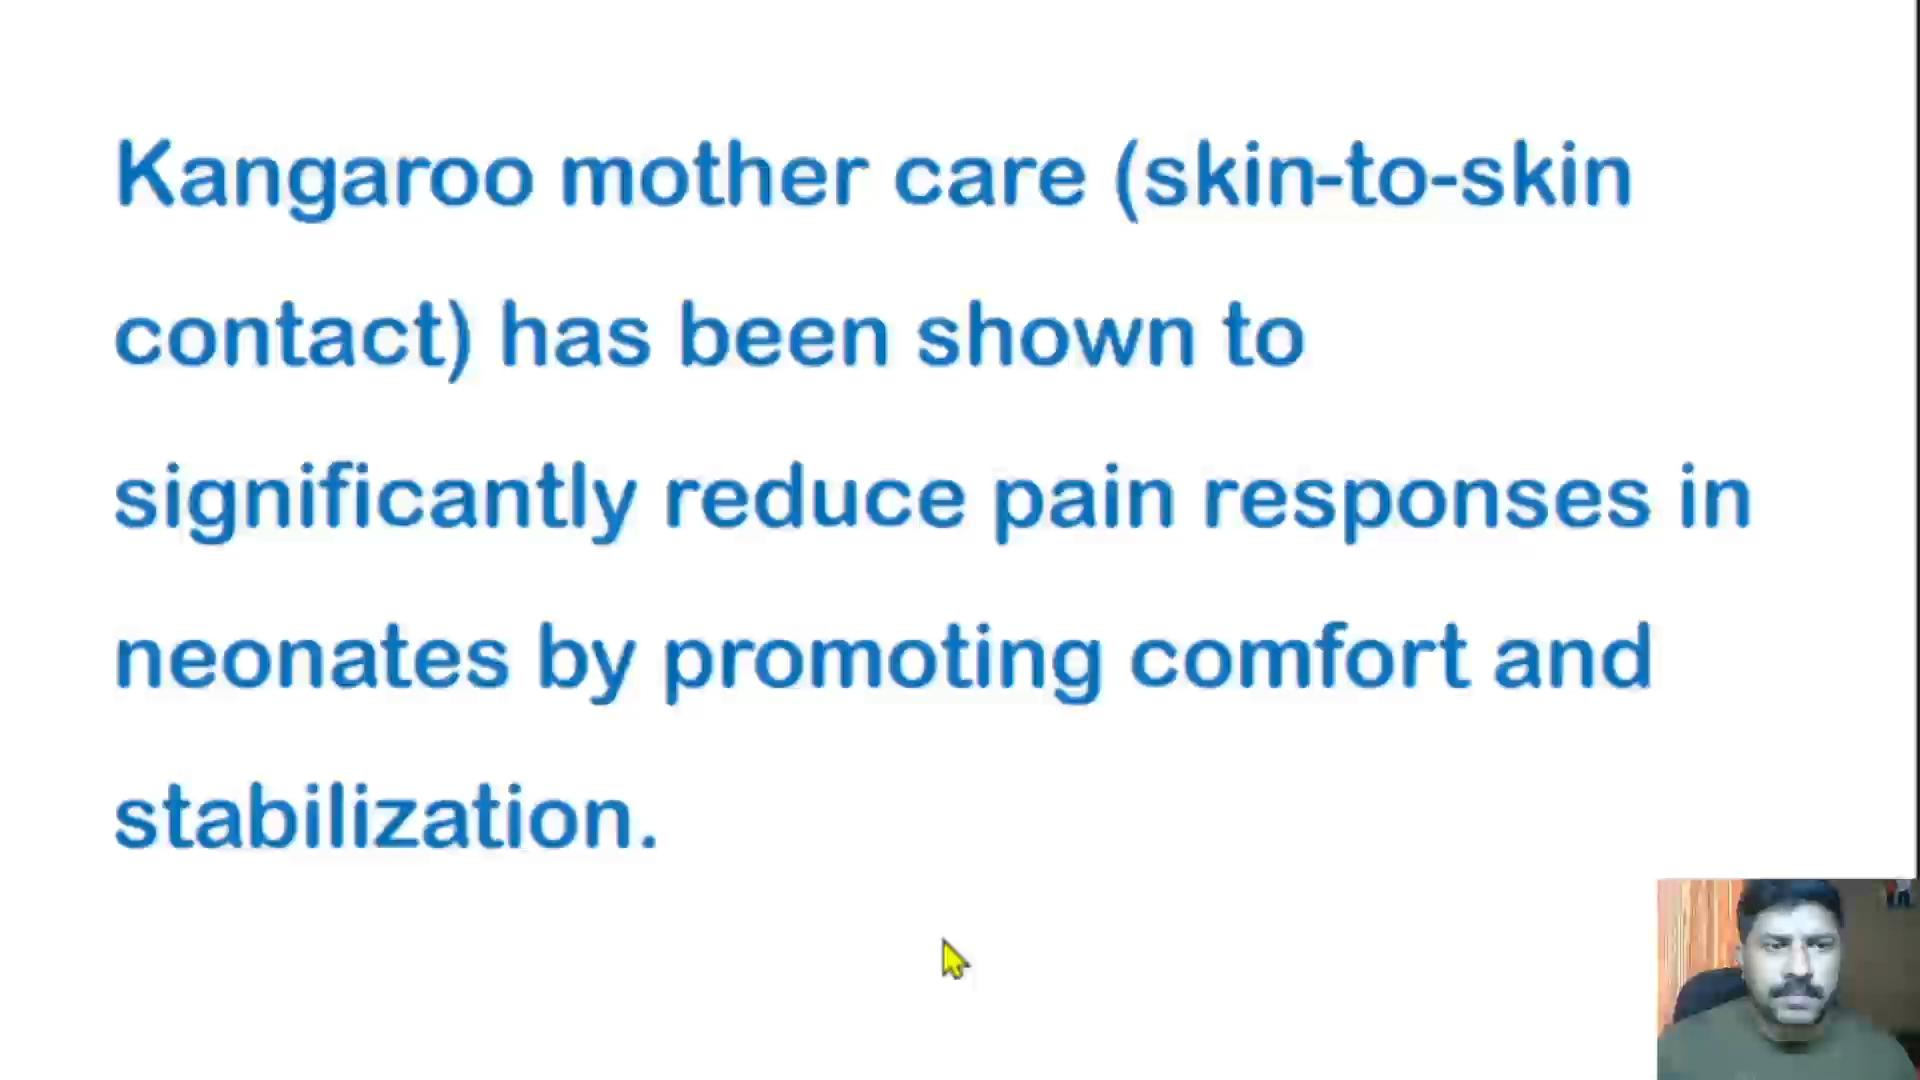 Kangaroo mother care (skin-to-skin
contact) has been shown to
significantly reduce pain responses in
neonates by promoting comfort and
stabilization.